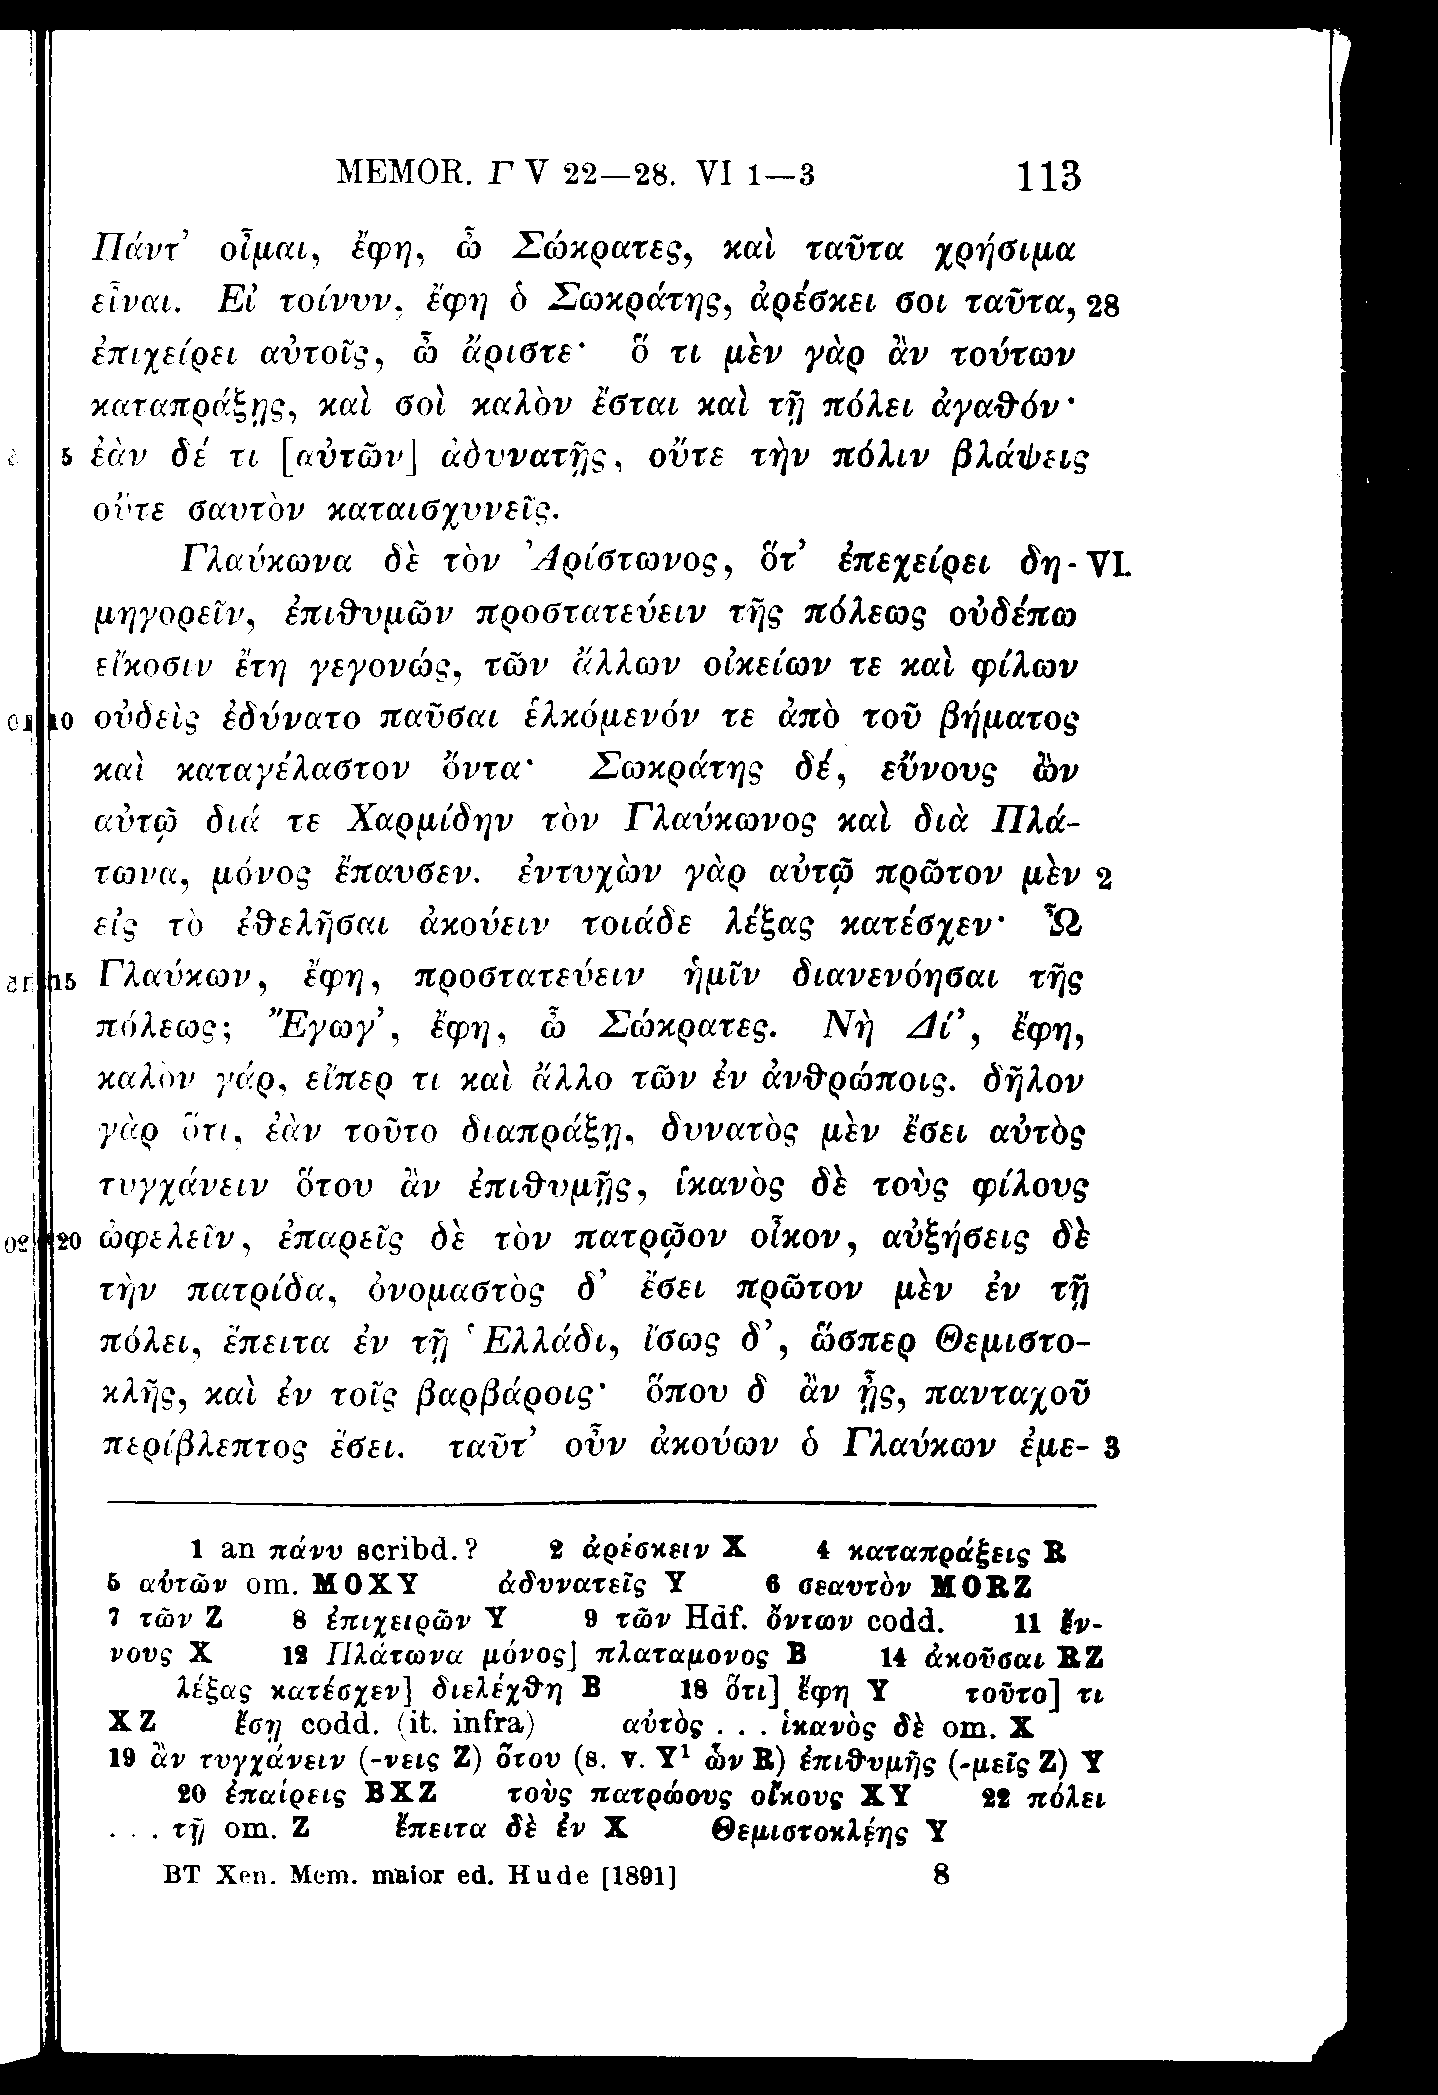 MEMOR. Γ V 22—28. VI 1—3 113
Πάντ’ οἶμαι, ἔφη, ὦ Σώκρατες, καὶ ταῦτα χρήσιμα
εἶναι. Εἰ τοίνυν, ἔφη ὁ Σωκράτης, ἀρέσκει σοι ταῦτα, 28
ἐπιχείρει αὐτοῖς, ὦ ἄριστε· ὅ τι μὲν γὰρ ἂν τούτων
καταπράξῃς, καὶ σοὶ καλὸν ἔσται καὶ τῇ πόλει ἀγαθόν·
5 ἐὰν δέ τι [αὐτῶν] ἀδυνατῇς, οὔτε τὴν πόλιν βλάψεις
οὔτε σαυτὸν καταισχυνεῖς.
Γλαύκωνα δὲ τὸν Ἀρίστωνος, ὅτ’ ἐπεχείρει δη- VI.
μηγορεῖν, ἐπιθυμῶν προστατεύειν τῆς πόλεως οὐδέπω
εἴκοσιν ἔτη γεγονώς, τῶν ἄλλων οἰκείων τε καὶ φίλων
10 οὐδεὶς ἐδύνατο παῦσαι ἑλκόμενόν τε ἀπὸ τοῦ βήματος
καὶ καταγέλαστον ὄντα· Σωκράτης δέ, εὔνους ὢν
αὐτῷ διά τε Χαρμίδην τὸν Γλαύκωνος καὶ διὰ Πλά-
τωνα, μόνος ἔπαυσεν. ἐντυχὼν γὰρ αὐτῷ πρῶτον μὲν 2
εἰς τὸ ἐθελῆσαι ἀκούειν τοιάδε λέξας κατέσχεν· Ὦ
15 Γλαύκων, ἔφη, προστατεύειν ἡμῖν διανενόησαι τῆς
πόλεως; Ἔγωγ’, ἔφη, ὦ Σώκρατες. Νὴ Δί’, ἔφη,
καλὸν γάρ, εἴπερ τι καὶ ἄλλο τῶν ἐν ἀνθρώποις. δῆλον
γὰρ ὅτι, ἐὰν τοῦτο διαπράξῃ, δυνατὸς μὲν ἔσει αὐτὸς
τυγχάνειν ὅτου ἂν ἐπιθυμῇς, ἱκανὸς δὲ τοὺς φίλους
20 ὠφελεῖν, ἐπαρεῖς δὲ τὸν πατρῷον οἶκον, αὐξήσεις δὲ
τὴν πατρίδα, ὀνομαστὸς δ’ ἔσει πρῶτον μὲν ἐν τῇ
πόλει, ἔπειτα ἐν τῇ Ἑλλάδι, ἴσως δ’, ὥσπερ Θεμιστο-
κλῆς, καὶ ἐν τοῖς βαρβάροις· ὅπου δ ἂν ᾖς, πανταχοῦ
περίβλεπτος ἔσει. ταῦτ’ οὖν ἀκούων ὁ Γλαύκων ἐμε- 3
1 an πάνυ scribd.? 2 ἀρέσκειν X 4 καταπράξεις R
5 αὐτῶν om. MOXY ἀδυνατεῖς Y 6 σεαυτὸν MORZ
7 τῶν Z 8 ἐπιχειρῶν Y 9 τῶν Hdf. ὄντων codd. 11 ἔν-
νους X 12 Πλάτωνα μόνος] πλαταμονος B 14 ἀκοῦσαι RZ
λέξας κατέσχεν] διελέχθη B 18 ὅτι] ἔφη Y τοῦτο] τι
XZ ἔσῃ codd. (it. infra) αὐτὸς . . . ἱκανὸς δὲ om. X
19 ἂν τυγχάνειν (-νεις Z) ὅτου (s. v. Y¹ ὧν R) ἐπιθυμῇς (-μεῖς Z) Y
20 ἐπαίρεις BXZ τοὺς πατρῴους οἴκους XY 22 πόλει
. . . τῇ om. Z ἔπειτα δὲ ἐν X Θεμιστοκλέης Y
BT Xen. Mem. maior ed. Hude [1891] 8